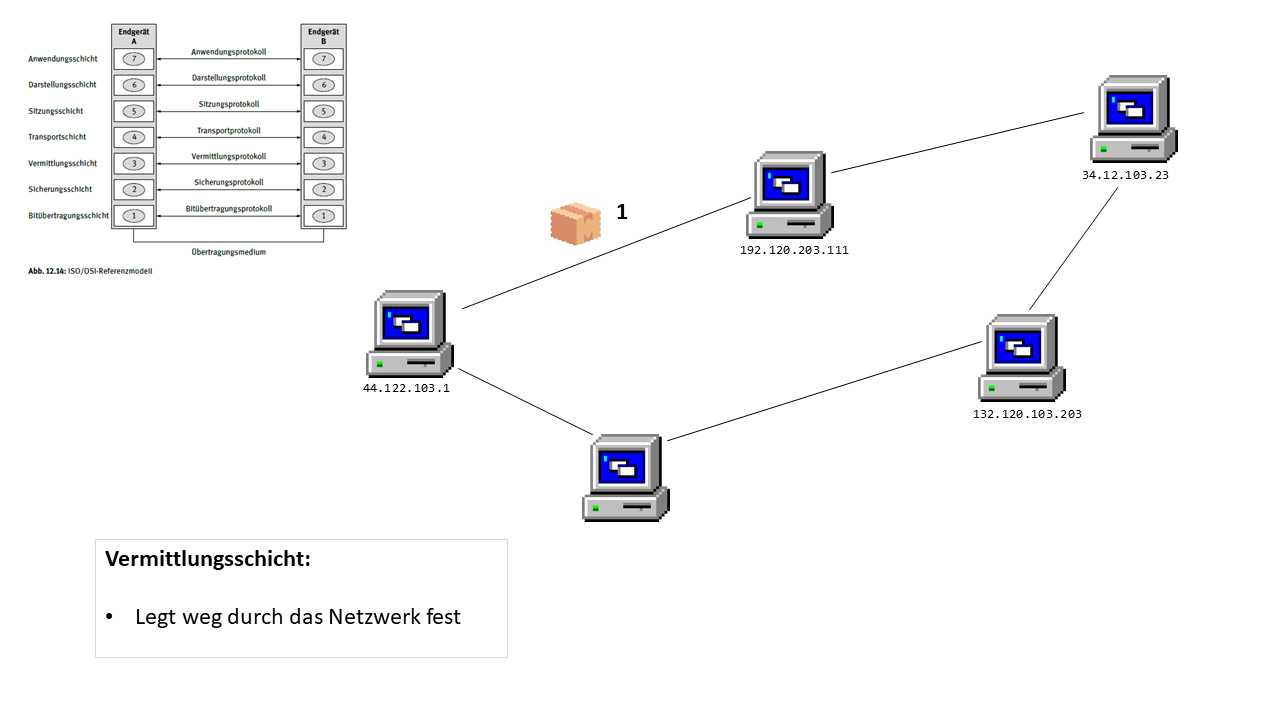 Endgerät
A
Endgerät
B
Anwendungsschicht 7 Anwendungsprotokoll 7
Darstellungsschicht 6 Darstellungsprotokoll 6
Sitzungsschicht 5 Sitzungsprotokoll 5
Transportschicht 4 Transportprotokoll 4
Vermittlungsschicht 3 Vermittlungsprotokoll 3
Sicherungsschicht 2 Sicherungsprotokoll 2
Bitübertragungsschicht 1 Bitübertragungsprotokoll 1
Übertragungsmedium
Abb. 12.14: ISO/OSI-Referenzmodell
34.12.103.23
1
192.120.203.111
44.122.103.1
132.120.103.203
Vermittlungsschicht:
• Legt weg durch das Netzwerk fest